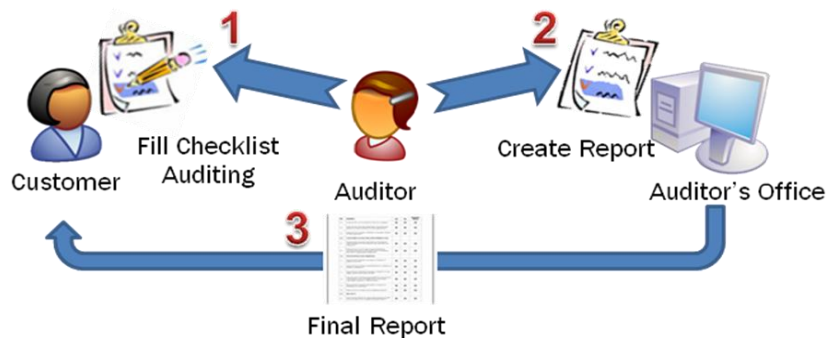 1
2
Fill Checklist
Auditing
Create Report
Customer
Auditor
Auditor's Office
3
Final Report